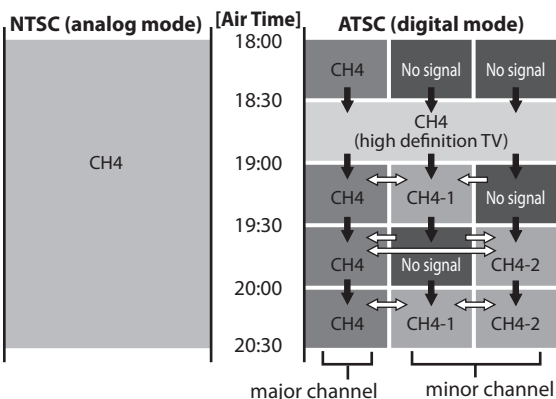 NTSC (analog mode) [Air Time] ATSC (digital mode)
18:00
CH4 No signal No signal
18:30
CH4
(high definition TV)
CH4
19:00
CH4 CH4-1 No signal
19:30
CH4 No signal CH4-2
20:00
CH4 CH4-1 CH4-2
20:30
major channel minor channel